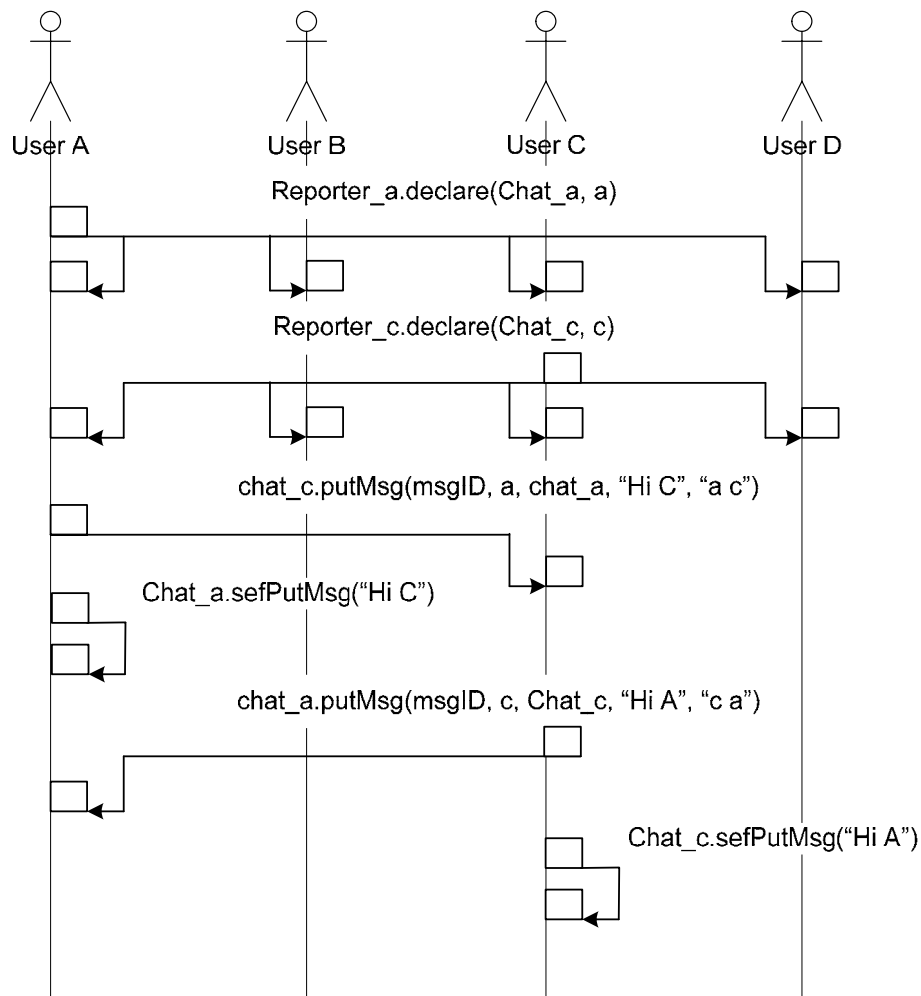 User A
User B
User C
User D
Reporter_a.declare(Chat_a, a)
Reporter_c.declare(Chat_c, c)
chat_c.putMsg(msgID, a, chat_a, “Hi C”, “a c”)
Chat_a.sefPutMsg(“Hi C”)
chat_a.putMsg(msgID, c, Chat_c, “Hi A”, “c a”)
Chat_c.sefPutMsg(“Hi A”)